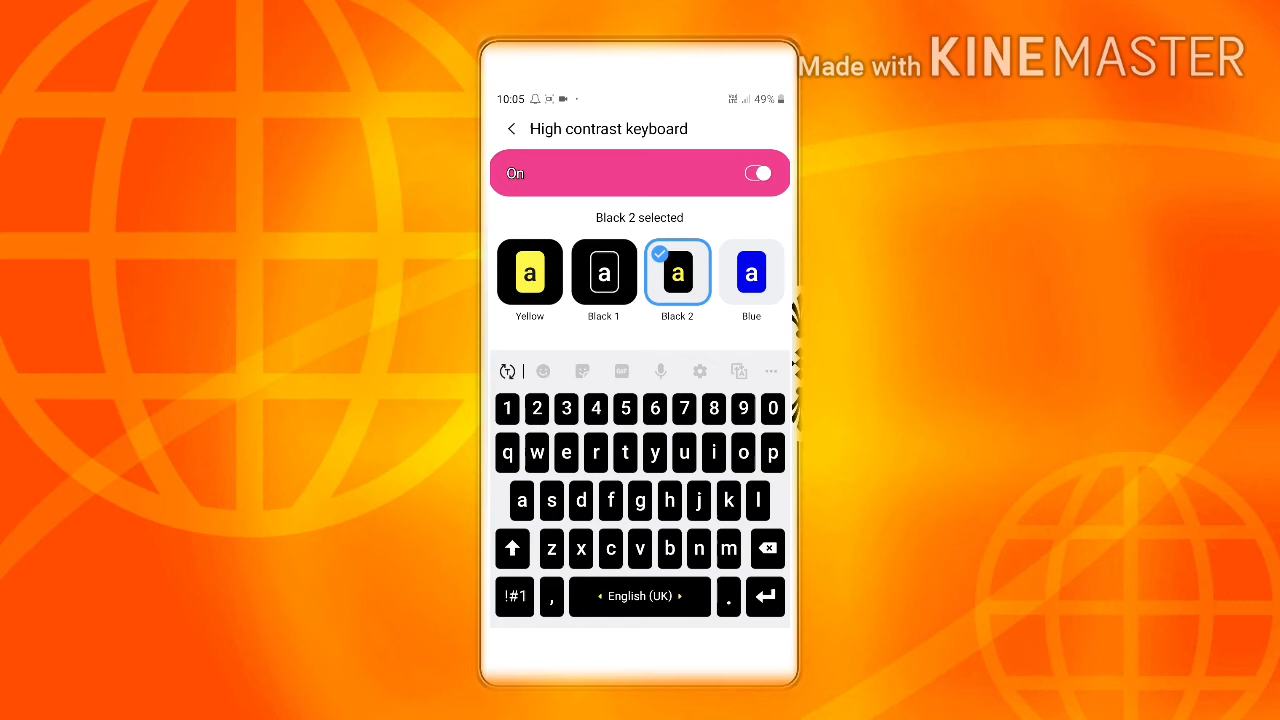 Made with KINEMASTER
10:05 49%
High contrast keyboard
On
Black 2 selected
a a a a
Yellow Black 1 Black 2 Blue
GIF
1 2 3 4 5 6 7 8 9 0
q w e r t y u i o p
a s d f g h j k l
z x c v b n m
!#1 , English (UK) .